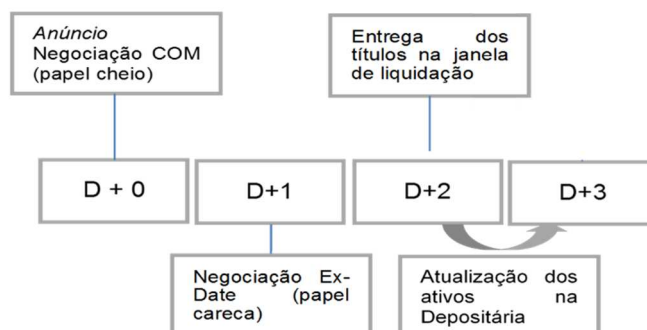 Anúncio
Negociação COM
(papel cheio)
Entrega dos
títulos na janela
de liquidação
D + 0
D+1
D+2
D+3
Negociação Ex-
Date (papel
careca)
Atualização dos
ativos na
Depositária